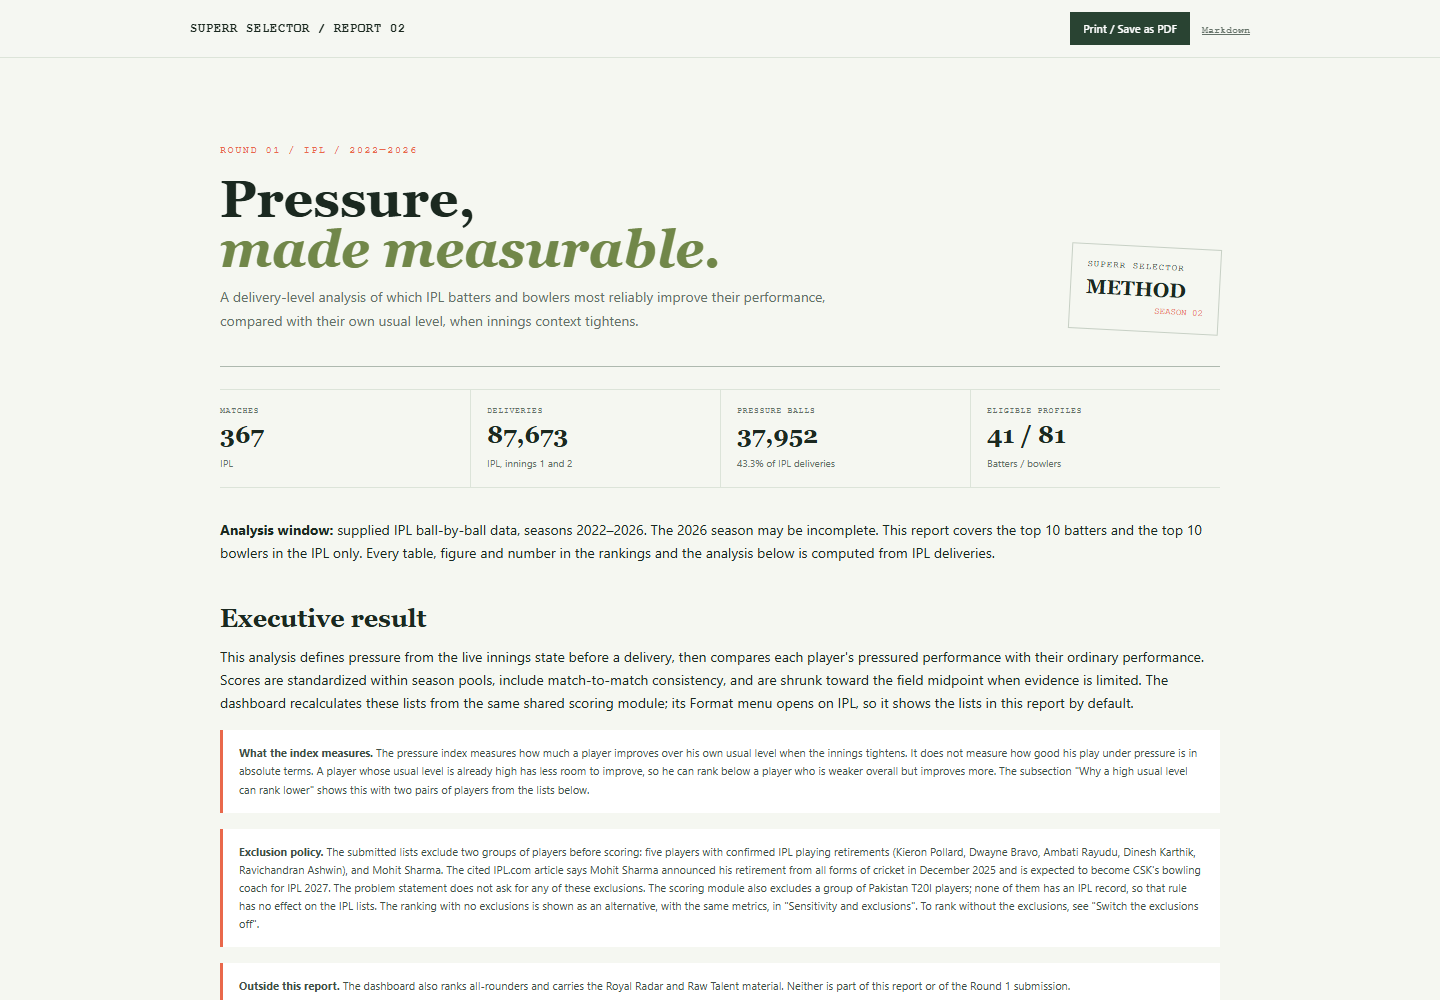 SUPERR SELECTOR / REPORT 02
Print / Save as PDF
Markdown
ROUND 01 / IPL / 2022—2026
Pressure,
made measurable.
A delivery-level analysis of which IPL batters and bowlers most reliably improve their performance,
compared with their own usual level, when innings context tightens.
SUPERR SELECTOR
METHOD
SEASON 02
MATCHES
367
IPL
DELIVERIES
87,673
IPL, innings 1 and 2
PRESSURE BALLS
37,952
43.3% of IPL deliveries
ELIGIBLE PROFILES
41 / 81
Batters / bowlers
Analysis window: supplied IPL ball-by-ball data, seasons 2022–2026. The 2026 season may be incomplete. This report covers the top 10 batters and the top 10
bowlers in the IPL only. Every table, figure and number in the rankings and the analysis below is computed from IPL deliveries.
Executive result
This analysis defines pressure from the live innings state before a delivery, then compares each player's pressured performance with their ordinary performance.
Scores are standardized within season pools, include match-to-match consistency, and are shrunk toward the field midpoint when evidence is limited. The
dashboard recalculates these lists from the same shared scoring module; its Format menu opens on IPL, so it shows the lists in this report by default.
What the index measures. The pressure index measures how much a player improves over his own usual level when the innings tightens. It does not measure how good his play under pressure is in
absolute terms. A player whose usual level is already high has less room to improve, so he can rank below a player who is weaker overall but improves more. The subsection "Why a high usual level
can rank lower" shows this with two pairs of players from the lists below.
Exclusion policy. The submitted lists exclude two groups of players before scoring: five players with confirmed IPL playing retirements (Kieron Pollard, Dwayne Bravo, Ambati Rayudu, Dinesh Karthik,
Ravichandran Ashwin), and Mohit Sharma. The cited IPL.com article says Mohit Sharma announced his retirement from all forms of cricket in December 2025 and is expected to become CSK's bowling
coach for IPL 2027. The problem statement does not ask for any of these exclusions. The scoring module also excludes a group of Pakistan T20I players; none of them has an IPL record, so that rule
has no effect on the IPL lists. The ranking with no exclusions is shown as an alternative, with the same metrics, in "Sensitivity and exclusions". To rank without the exclusions, see "Switch the exclusions
off".
Outside this report. The dashboard also ranks all-rounders and carries the Royal Radar and Raw Talent material. Neither is part of this report or of the Round 1 submission.